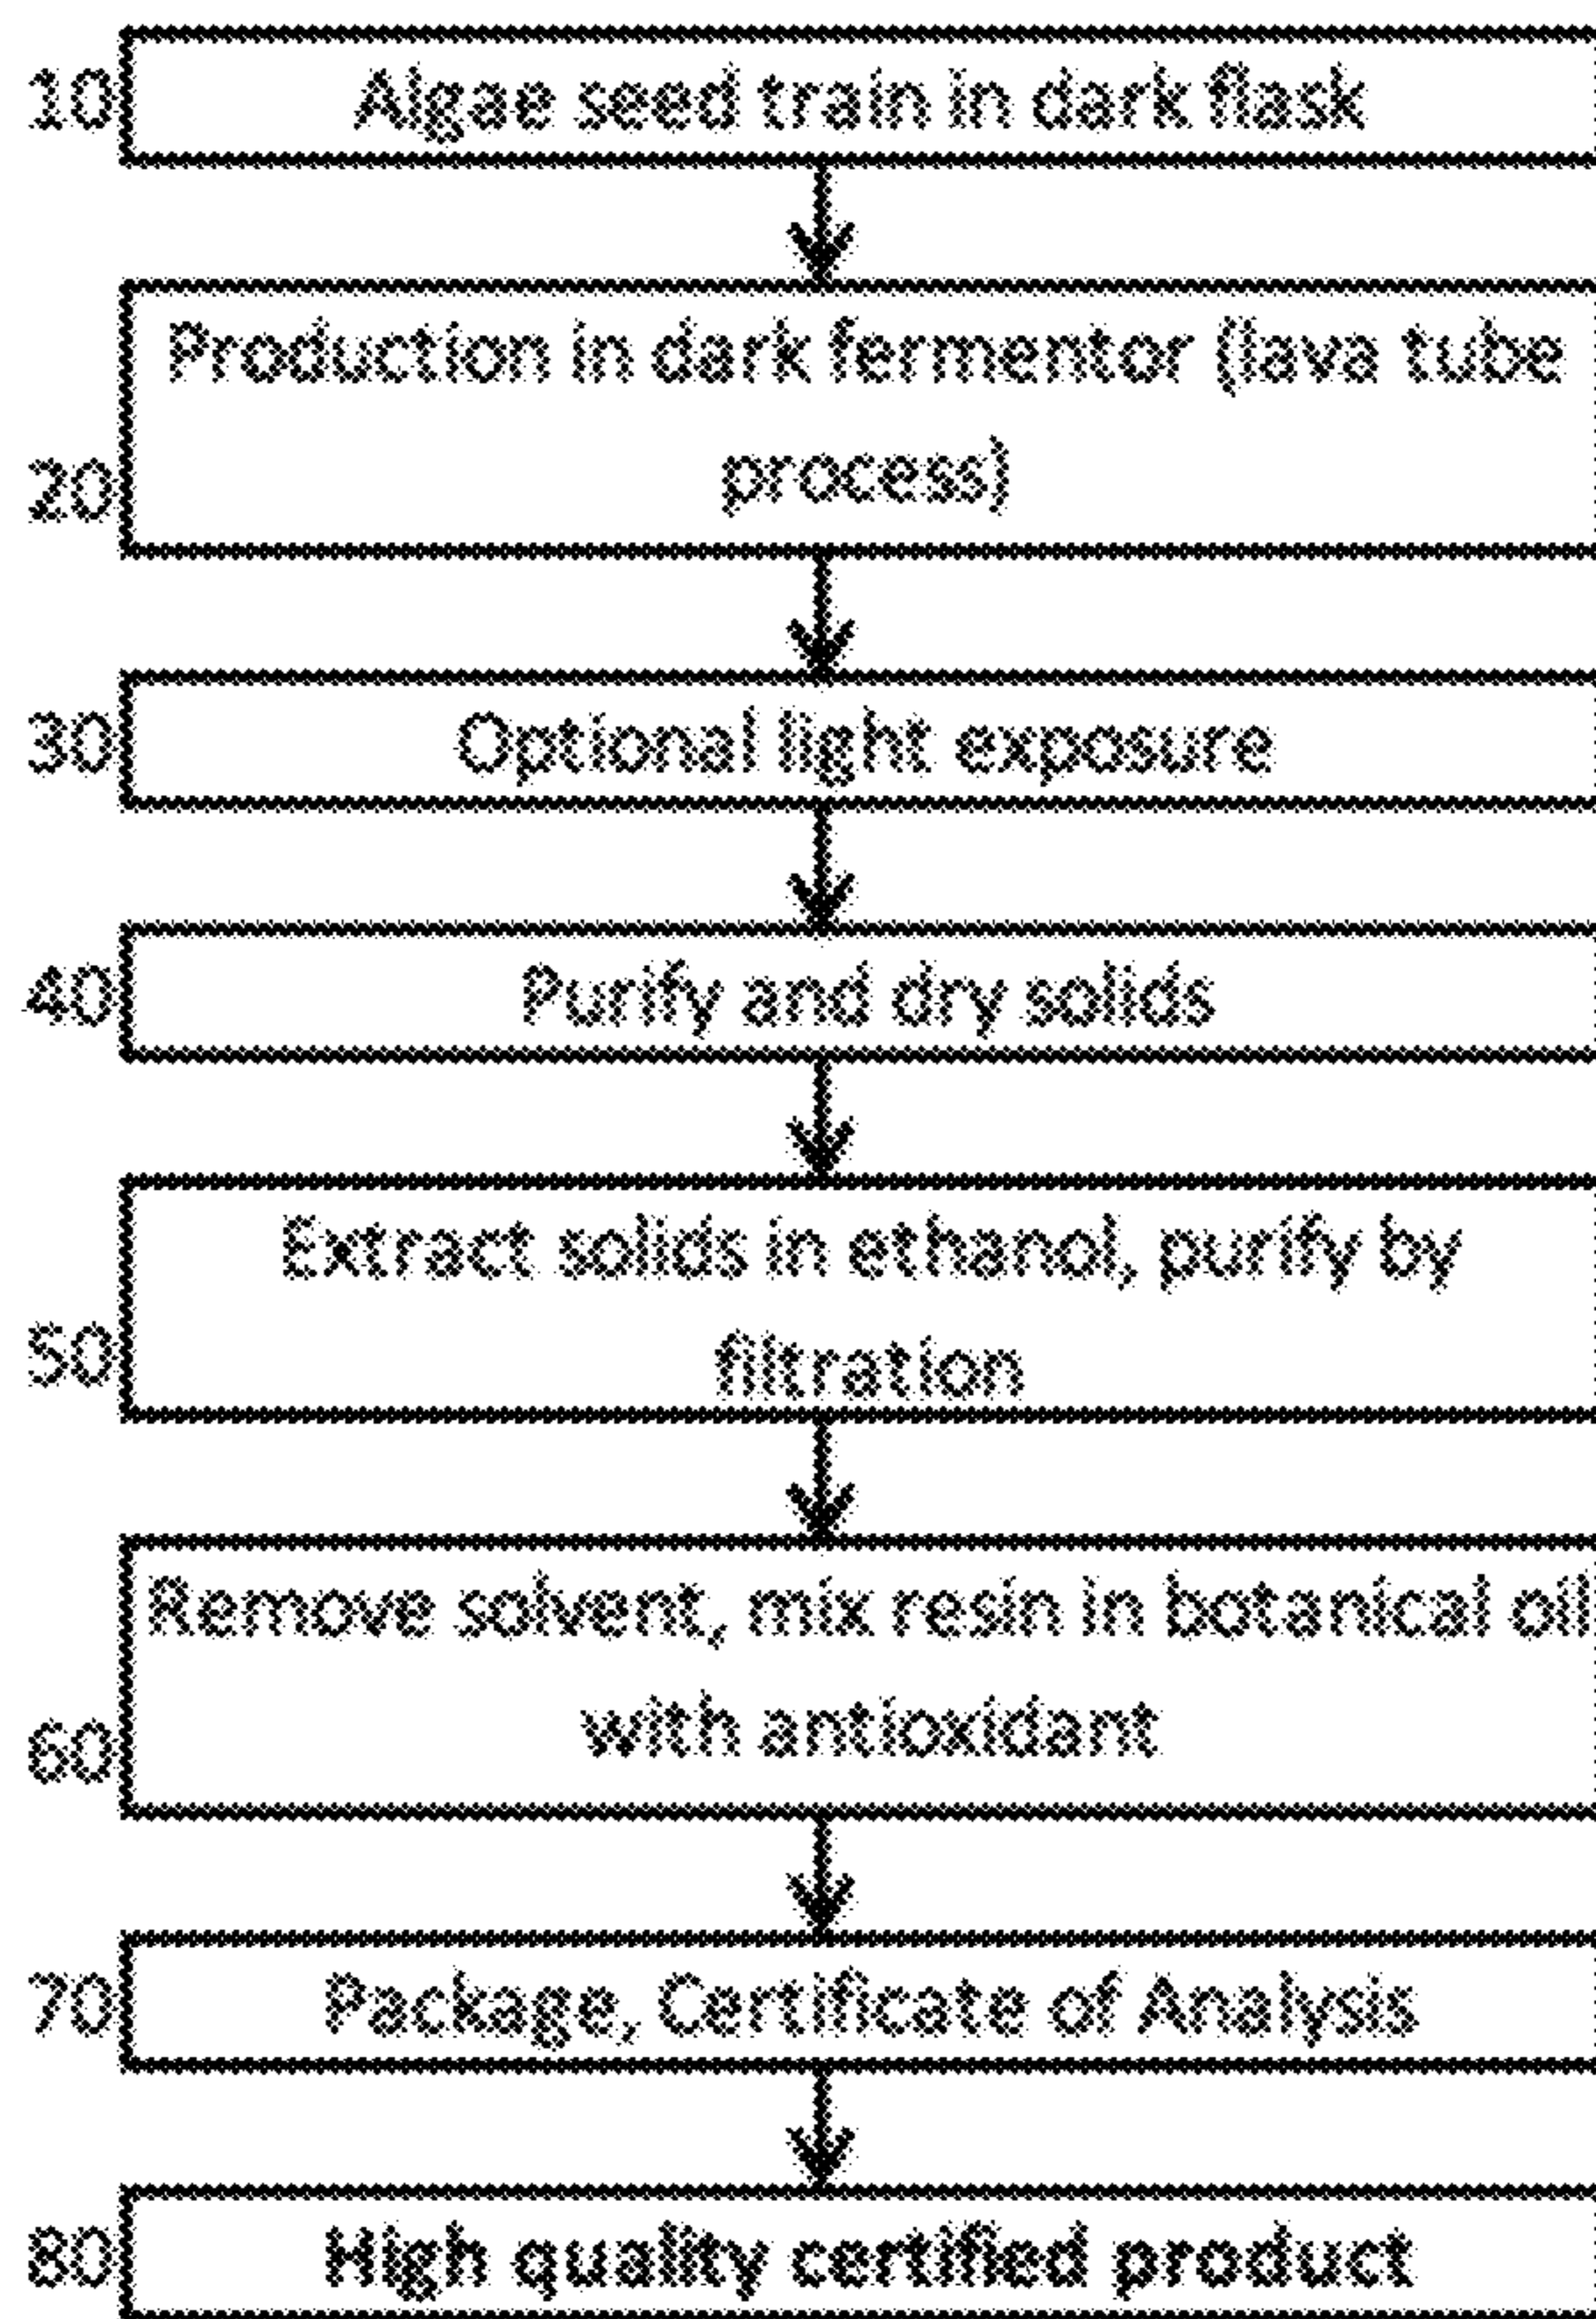 10 Algae seed train in dark flask
Production in dark fermentor (lava tube
20 process)
30 Optional light exposure
40 Purify and dry solids
Extract solids in ethanol, purify by
50 filtration
Remove solvent, mix resin in botanical oil
60 with antioxidant
70 Package, Certificate of Analysis
80 High quality certified product